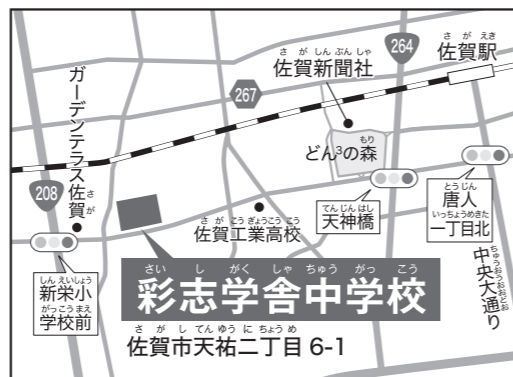 264
さがえき
佐賀駅
さがしんぶんしゃ
佐賀新聞社
267
ガーデンテラス佐賀
さが
もり
どん3の森
208
とうじん
唐人
いっちょうめきた
一丁目北
てんじんはし
天神橋
さがこうぎょうこうこう
佐賀工業高校
ちゅうおうおおどお
中央大通り
しんえいしょう
新栄小
がっこうまえ
学校前
さいしがくしゃちゅうがっこう
彩志学舎中学校
さがしてんゆうにちょうめ
佐賀市天祐二丁目 6-1